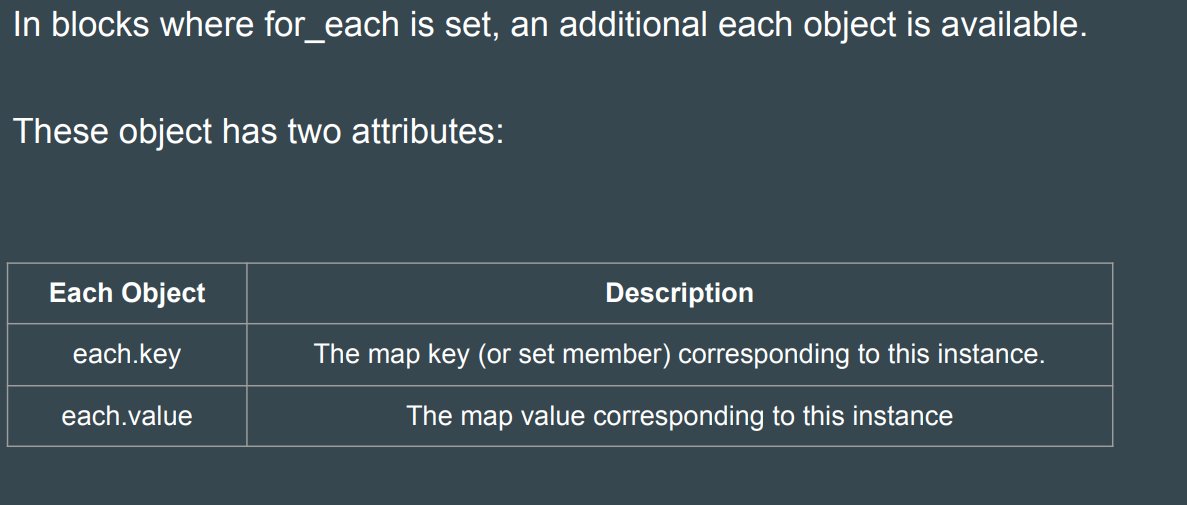 In blocks where for_each is set, an additional each object is available.
These object has two attributes:
Each Object Description
each.key The map key (or set member) corresponding to this instance.
each.value The map value corresponding to this instance